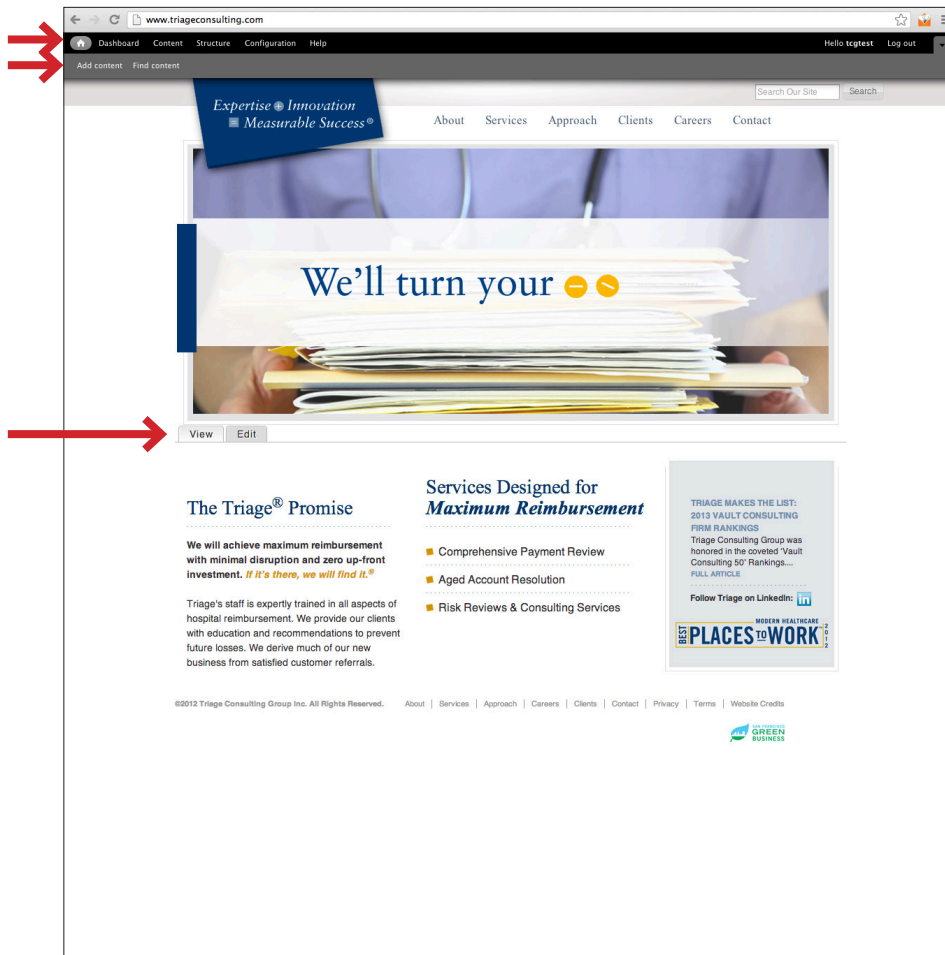 www.triageconsulting.com
Dashboard Content Structure Configuration Help Hello tcgtest Log out
Add content Find content
Search Our Site Search
Expertise + Innovation
= Measurable Success®
About Services Approach Clients Careers Contact
We'll turn your
View Edit
The Triage® Promise
We will achieve maximum reimbursement
with minimal disruption and zero up-front
investment. If it's there, we will find it.®
Triage's staff is expertly trained in all aspects of
hospital reimbursement. We provide our clients
with education and recommendations to prevent
future losses. We derive much of our new
business from satisfied customer referrals.
Services Designed for
Maximum Reimbursement
Comprehensive Payment Review
Aged Account Resolution
Risk Reviews & Consulting Services
TRIAGE MAKES THE LIST:
2013 VAULT CONSULTING
FIRM RANKINGS
Triage Consulting Group was
honored in the coveted 'Vault
Consulting 50' Rankings....
FULL ARTICLE
Follow Triage on LinkedIn: in
MODERN HEALTHCARE
BEST PLACES TO WORK 2012
©2012 Triage Consulting Group Inc. All Rights Reserved. About | Services | Approach | Careers | Clients | Contact | Privacy | Terms | Website Credits
SAN FRANCISCO
GREEN
BUSINESS